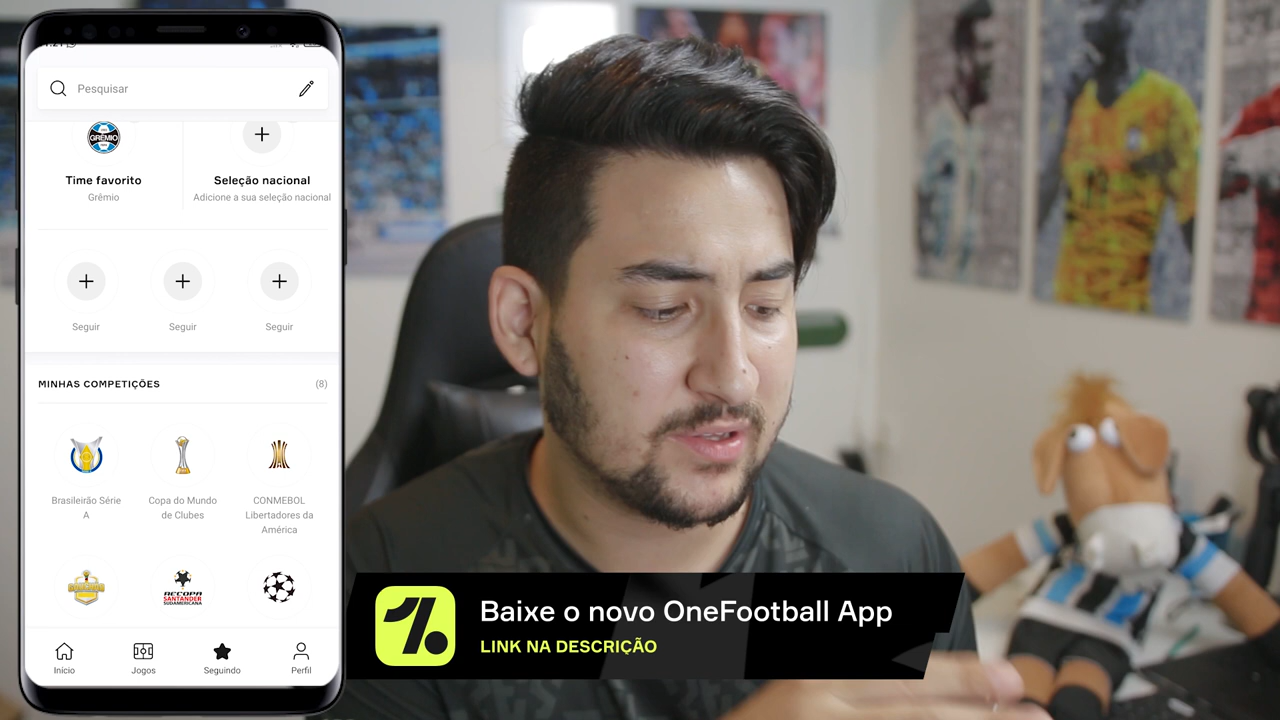 Pesquisar
GRÊMIO
Time favorito
Grêmio
Seleção nacional
Adicione a sua seleção nacional
Seguir
Seguir
Seguir
MINHAS COMPETIÇÕES
(8)
Brasileirão Série
A
Copa do Mundo
de Clubes
CONMEBOL
Libertadores da
América
RECOPA
SANTANDER
SUDAMERICANA
Início
Jogos
Seguindo
Perfil
Baixe o novo OneFootball App
LINK NA DESCRIÇÃO